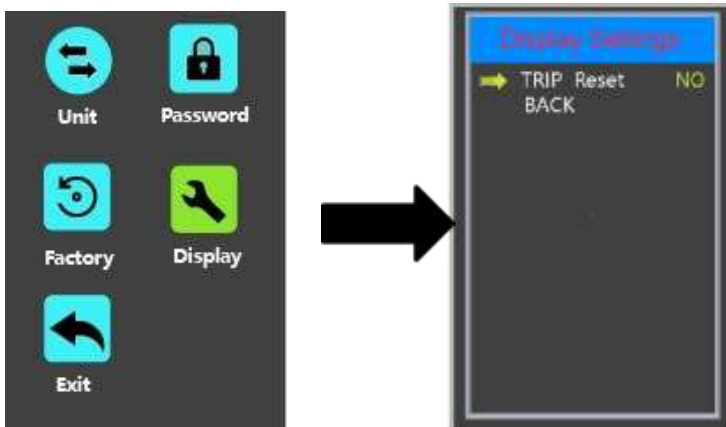 Unit
Password
Factory
Display
Exit
Display Settings
TRIP Reset NO
BACK